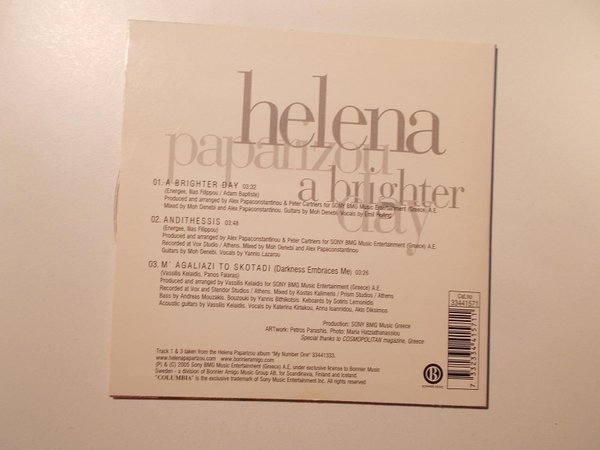 helena
paparizou
a brighter
day
01. A BRIGHTER DAY 03:32
(Energee, Ilias Filippou / Adam Baptiste)
Produced and arranged by Alex Papaconstantinou & Peter Cartners for SONY BMG Music Entertainment (Greece) A.E.
Mixed by Moh Denebi and Alex Papaconstantinou. Guitars by Moh Denebi. Vocals by Emil Heiling
02. ANDITHESSIS 03:48
(Energee, Ilias Filippou)
Produced and arranged by Alex Papaconstantinou & Peter Cartners for SONY BMG Music Entertainment (Greece) A.E.
Recorded at Vox Studio / Athens. Mixed by Moh Denebi and Alex Papaconstantinou
Guitars by Moh Denebi. Vocals by Yannis Lazarou
03. M' AGALIAZI TO SKOTADI (Darkness Embraces Me) 03:26
(Vassilis Kelaidis, Panos Falaras)
Produced and arranged by Vassilis Kelaidis for SONY BMG Music Entertainment (Greece) A.E.
Recorded at Vox and Stendor Studios / Athens. Mixed by Kostas Kalimeris / Prism Studios / Athens
Bass by Andreas Mouzakis. Bouzouki by Yannis Bithikotsis. Keboards by Sotiris Lemonidis.
Acoustic guitars by Vassilis Kelaidis. Vocals by Katerina Kiriakou, Anna Ioannidou, Akis Diksimos
Production: SONY BMG Music Greece
ARTwork: Petros Parashis. Photo: Maria Hatziathanassiou
Special thanks to COSMOPOLITAN magazine, Greece
Track 1 & 3 taken from the Helena Paparizou album "My Number One" 33441333.
www.helenapaparizou.com www.bonnieramigo.com
(P) & (C) 2005 Sony BMG Music Entertainment (Greece) A.E. under exclusive license to Bonnier Music
Sweden - a division of Bonnier Amigo Music Group AB, for Scandinavia, Finland and Iceland.
"COLUMBIA" is the exclusive trademark of Sony Music Entertainment Inc. All rights reserved
Cat.no
33441571
B